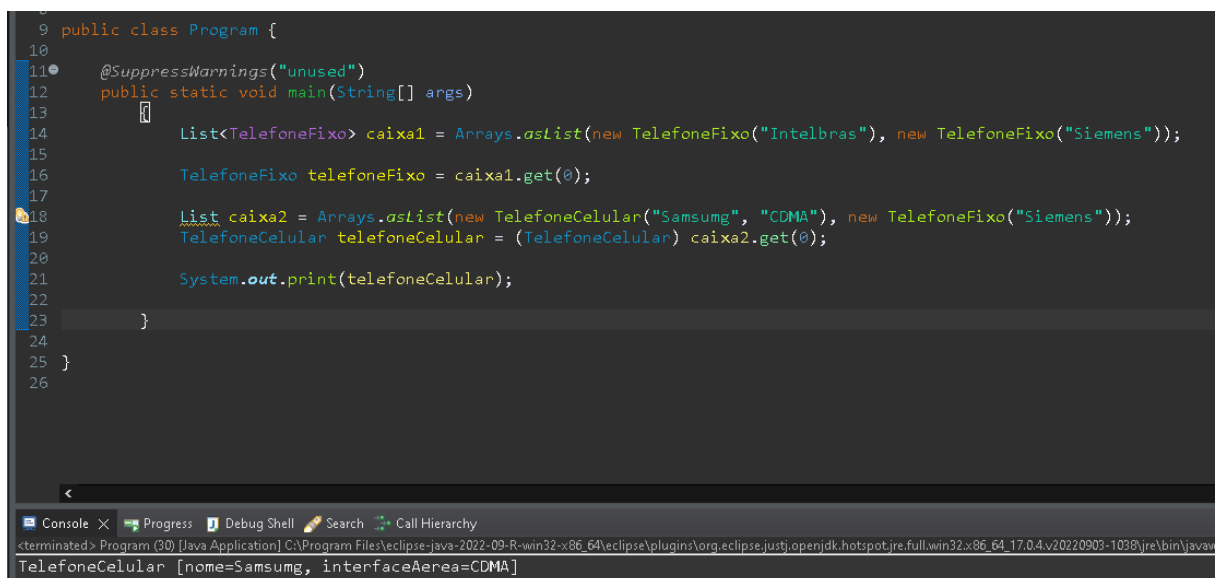 9 public class Program {
10
11 @SuppressWarnings("unused")
12 public static void main(String[] args)
13 {
14 List<TelefoneFixo> caixa1 = Arrays.asList(new TelefoneFixo("Intelbras"), new TelefoneFixo("Siemens"));
15
16 TelefoneFixo telefoneFixo = caixa1.get(0);
17
18 List caixa2 = Arrays.asList(new TelefoneCelular("Samsumg", "CDMA"), new TelefoneFixo("Siemens"));
19 TelefoneCelular telefoneCelular = (TelefoneCelular) caixa2.get(0);
20
21 System.out.print(telefoneCelular);
22
23 }
24
25 }
26
Console Progress Debug Shell Search Call Hierarchy
<terminated> Program (30) [Java Application] C:\Program Files\eclipse-java-2022-09-R-win32-x86_64\eclipse\plugins\org.eclipse.justj.openjdk.hotspot.jre.full.win32.x86_64_17.0.4.v20220903-1038\jre\bin\javaw
TelefoneCelular [nome=Samsumg, interfaceAerea=CDMA]